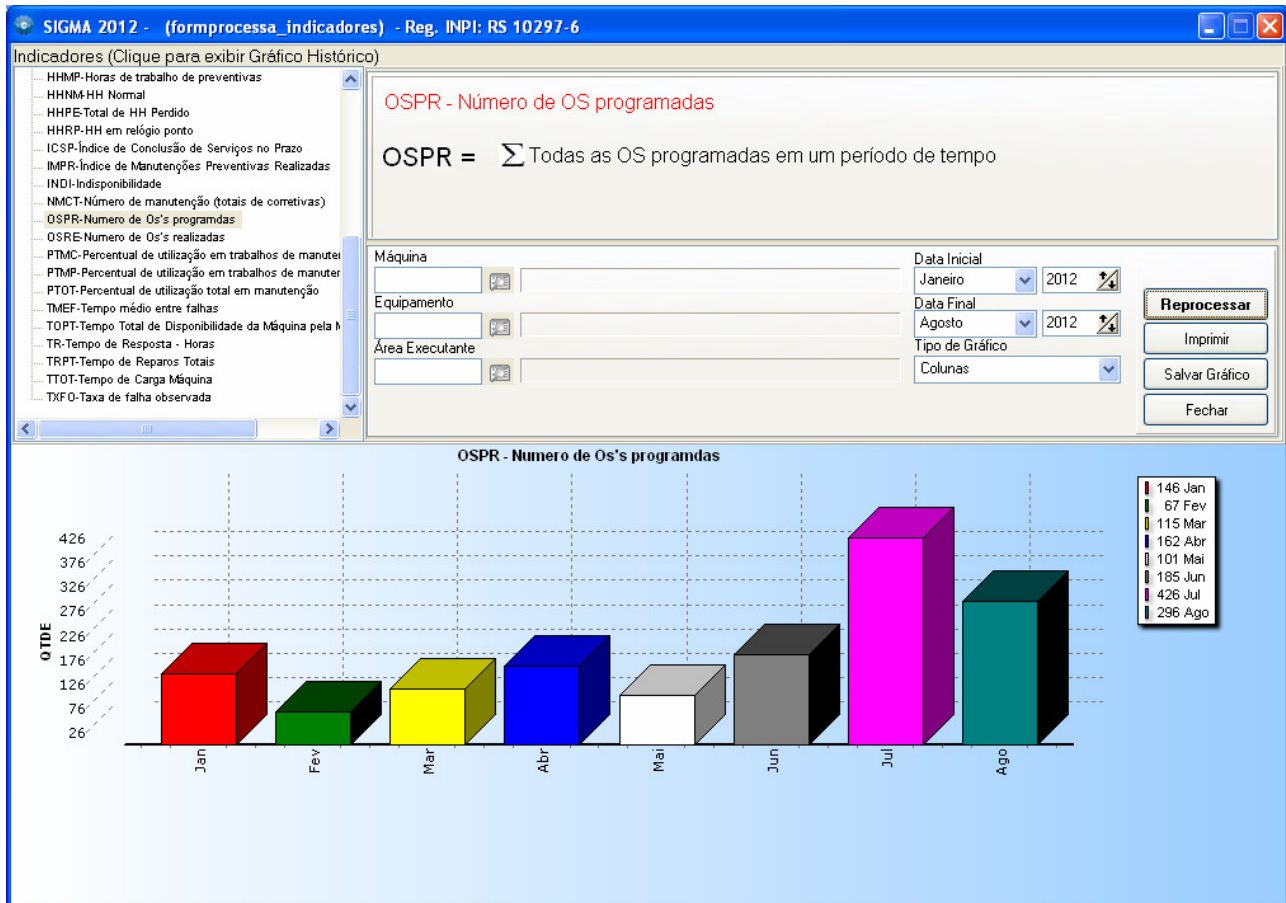 SIGMA 2012 - (formprocessa_indicadores) - Reg. INPI: RS 10297-6
Indicadores (Clique para exibir Gráfico Histórico)
HHMP-Horas de trabalho de preventivas
HHNM-HH Normal
HHPE-Total de HH Perdido
HHRP-HH em relógio ponto
ICSP-Índice de Conclusão de Serviços no Prazo
IMPR-Índice de Manutenções Preventivas Realizadas
INDI-Indisponibilidade
NMCT-Número de manutenção (totais de corretivas)
OSPR-Numero de Os's programdas
OSRE-Numero de Os's realizadas
PTMC-Percentual de utilização em trabalhos de manuter
PTMP-Percentual de utilização em trabalhos de manuter
PTOT-Percentual de utilização total em manutenção
TMEF-Tempo médio entre falhas
TOPT-Tempo Total de Disponibilidade da Máquina pela M
TR-Tempo de Resposta - Horas
TRPT-Tempo de Reparos Totais
TTOT-Tempo de Carga Máquina
TXFO-Taxa de falha observada
OSPR - Número de OS programadas
OSPR = Σ Todas as OS programadas em um período de tempo
Máquina
Equipamento
Área Executante
Data Inicial
Janeiro 2012
Data Final
Agosto 2012
Tipo de Gráfico
Colunas
Reprocessar
Imprimir
Salvar Gráfico
Fechar
OSPR - Numero de Os's programdas
QTDE
426
376
326
276
226
176
126
76
26
Jan
Fev
Mar
Abr
Mai
Jun
Jul
Ago
146 Jan
67 Fev
115 Mar
162 Abr
101 Mai
185 Jun
426 Jul
296 Ago